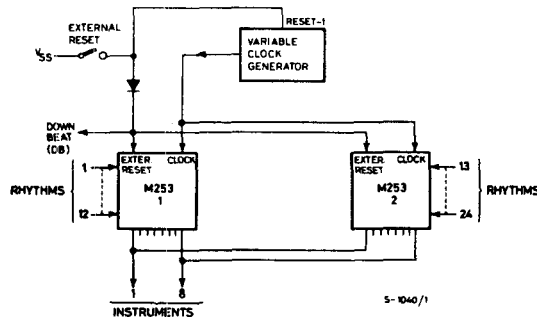 RESET-1
EXTERNAL
RESET
VSS
VARIABLE
CLOCK
GENERATOR
DOWN
BEAT
(DB)
EXTER.
RESET
CLOCK
M253
1
EXTER.
RESET
CLOCK
M253
2
RHYTHMS
1
12
13
24
RHYTHMS
1
8
INSTRUMENTS
S-1040/1